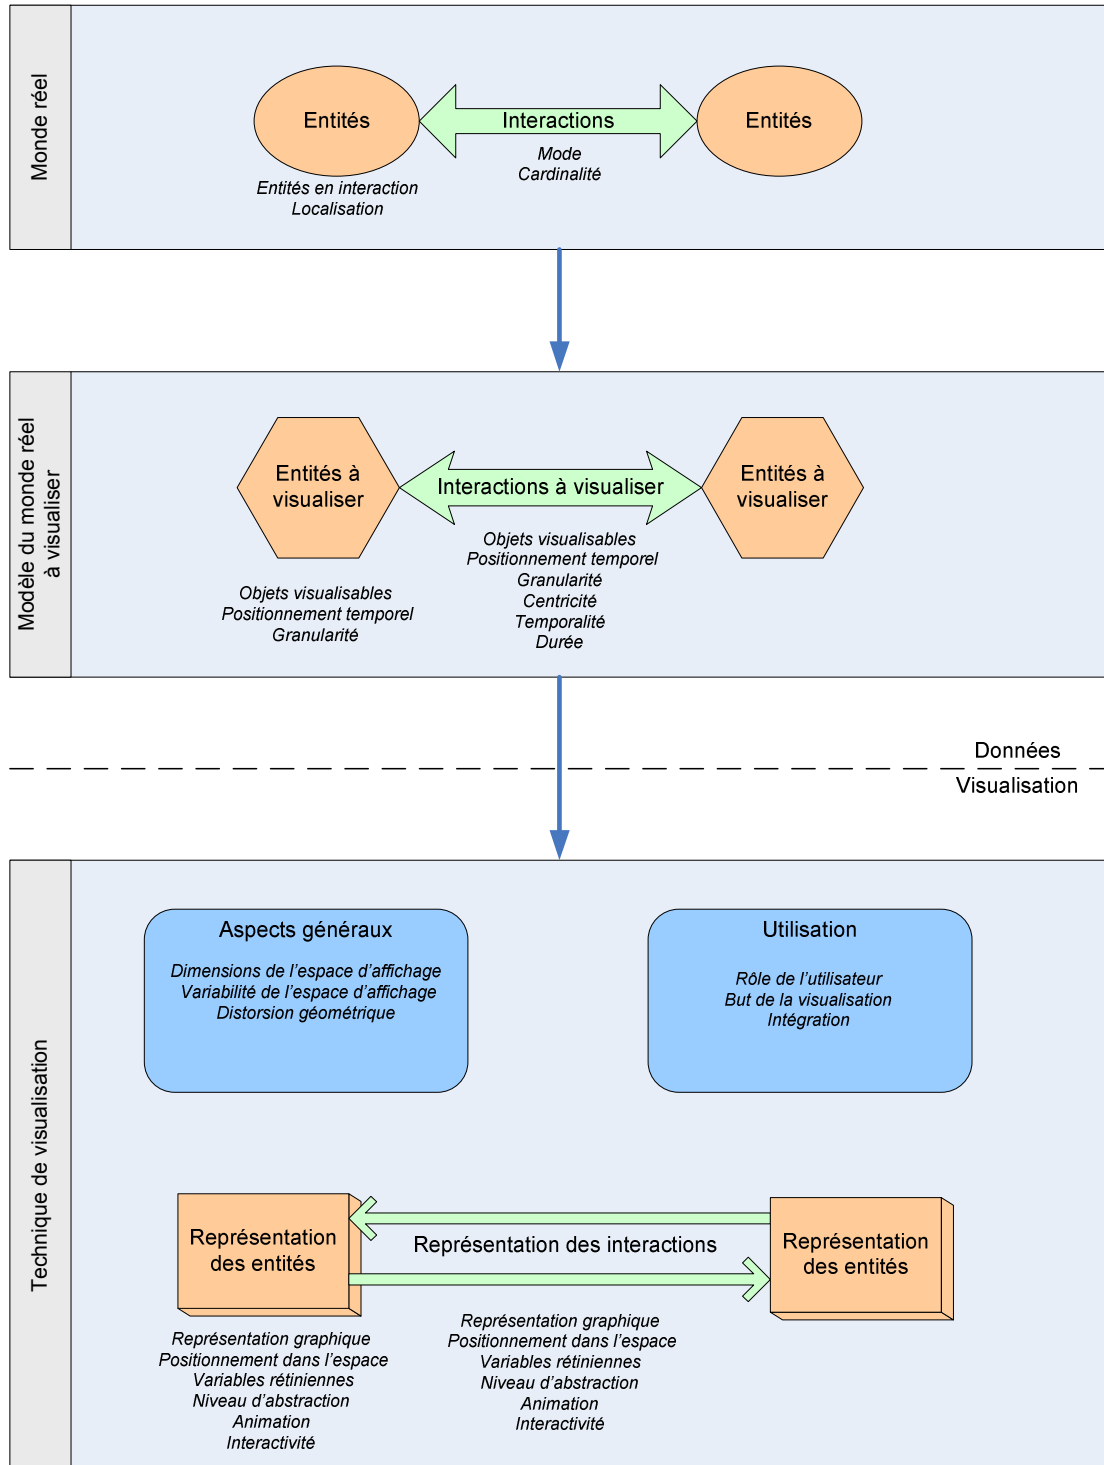 Monde réel
Entités
Interactions
Entités
Mode
Cardinalité
Entités en interaction
Localisation
Modèle du monde réel
à visualiser
Entités à
visualiser
Interactions à visualiser
Entités à
visualiser
Objets visualisables
Positionnement temporel
Granularité
Objets visualisables
Positionnement temporel
Granularité
Centricité
Temporalité
Durée
Données
Visualisation
Technique de visualisation
Aspects généraux
Dimensions de l’espace d’affichage
Variabilité de l’espace d’affichage
Distorsion géométrique
Utilisation
Rôle de l’utilisateur
But de la visualisation
Intégration
Représentation
des entités
Représentation des interactions
Représentation
des entités
Représentation graphique
Positionnement dans l’espace
Variables rétiniennes
Niveau d’abstraction
Animation
Interactivité
Représentation graphique
Positionnement dans l’espace
Variables rétiniennes
Niveau d’abstraction
Animation
Interactivité